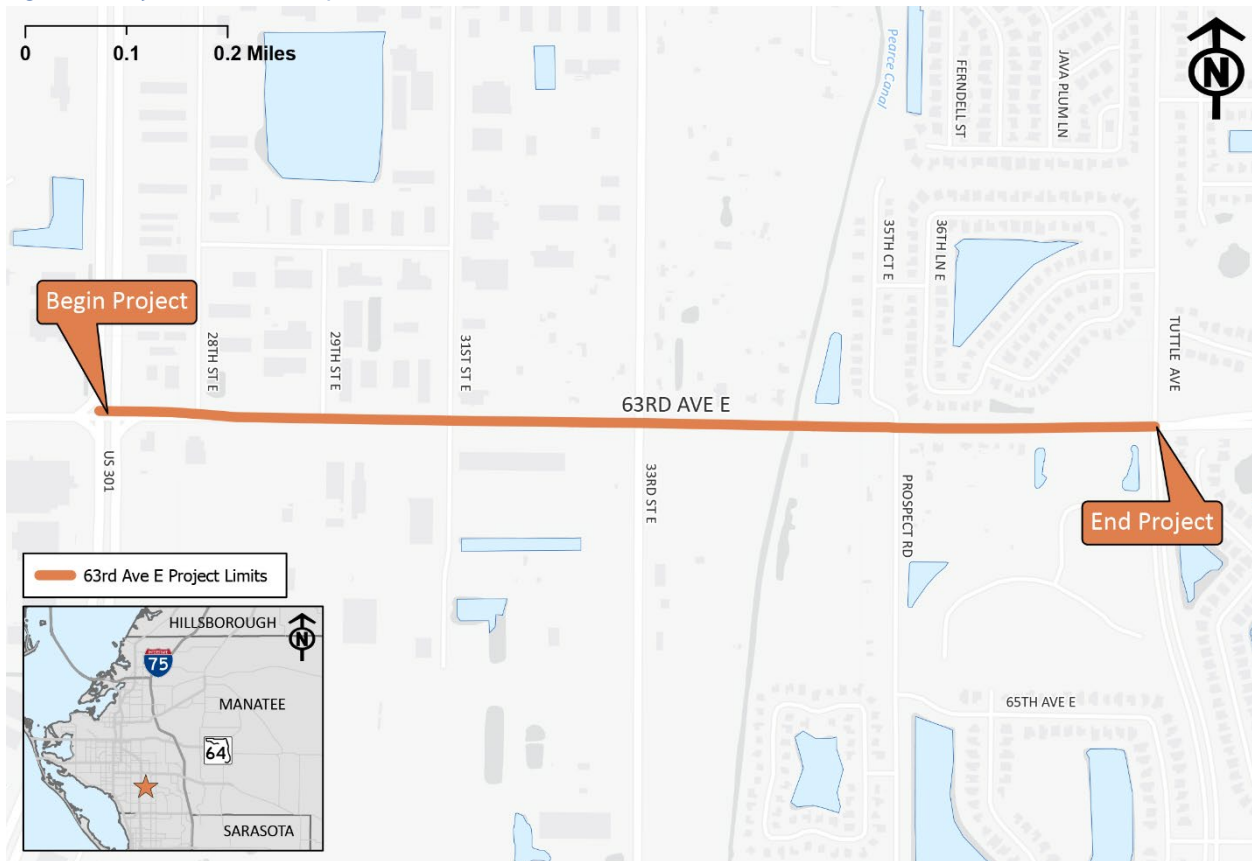 0 0.1 0.2 Miles
N
Pearce Canal
FERNDELL ST
JAVA PLUM LN
35TH CT E
36TH LN E
TUTTLE AVE
Begin Project
28TH ST E
29TH ST E
31ST ST E
63RD AVE E
US 301
33RD ST E
PROSPECT RD
End Project
63rd Ave E Project Limits
65TH AVE E
HILLSBOROUGH
N
75
MANATEE
64
SARASOTA